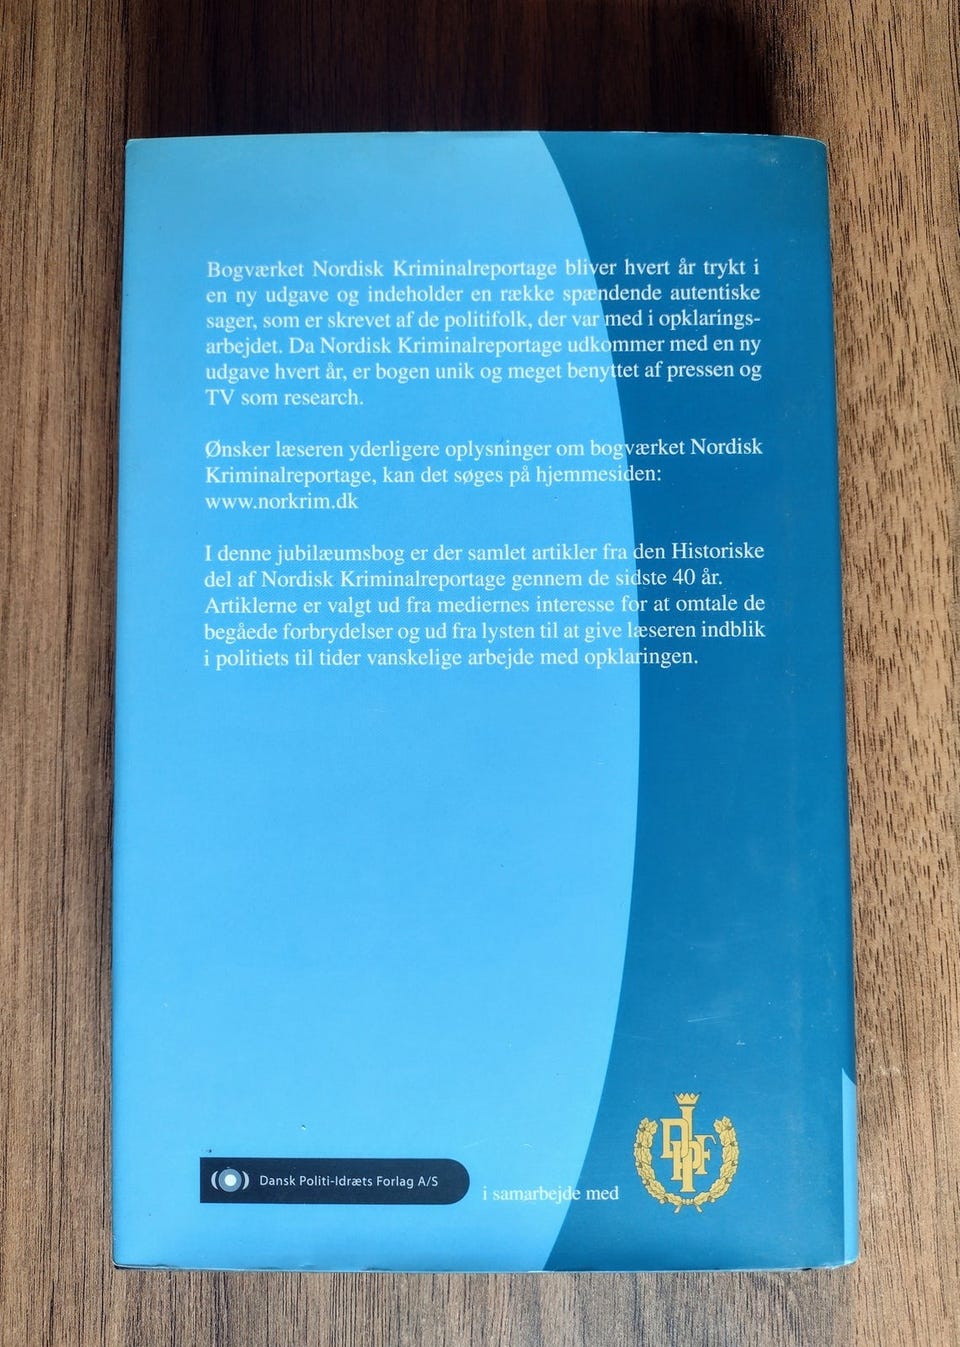 Bogværket Nordisk Kriminalreportage bliver hvert år trykt i
en ny udgave og indeholder en række spændende autentiske
sager, som er skrevet af de politifolk, der var med i opklarings-
arbejdet. Da Nordisk Kriminalreportage udkommer med en ny
udgave hvert år, er bogen unik og meget benyttet af pressen og
TV som research.
Ønsker læseren yderligere oplysninger om bogværket Nordisk
Kriminalreportage, kan det søges på hjemmesiden:
www.norkrim.dk
I denne jubilæumsbog er der samlet artikler fra den Historiske
del af Nordisk Kriminalreportage gennem de sidste 40 år.
Artiklerne er valgt ud fra mediernes interesse for at omtale de
begåede forbrydelser og ud fra lysten til at give læseren indblik
i politiets til tider vanskelige arbejde med opklaringen.
Dansk Politi-Idræts Forlag A/S
i samarbejde med
DPIF